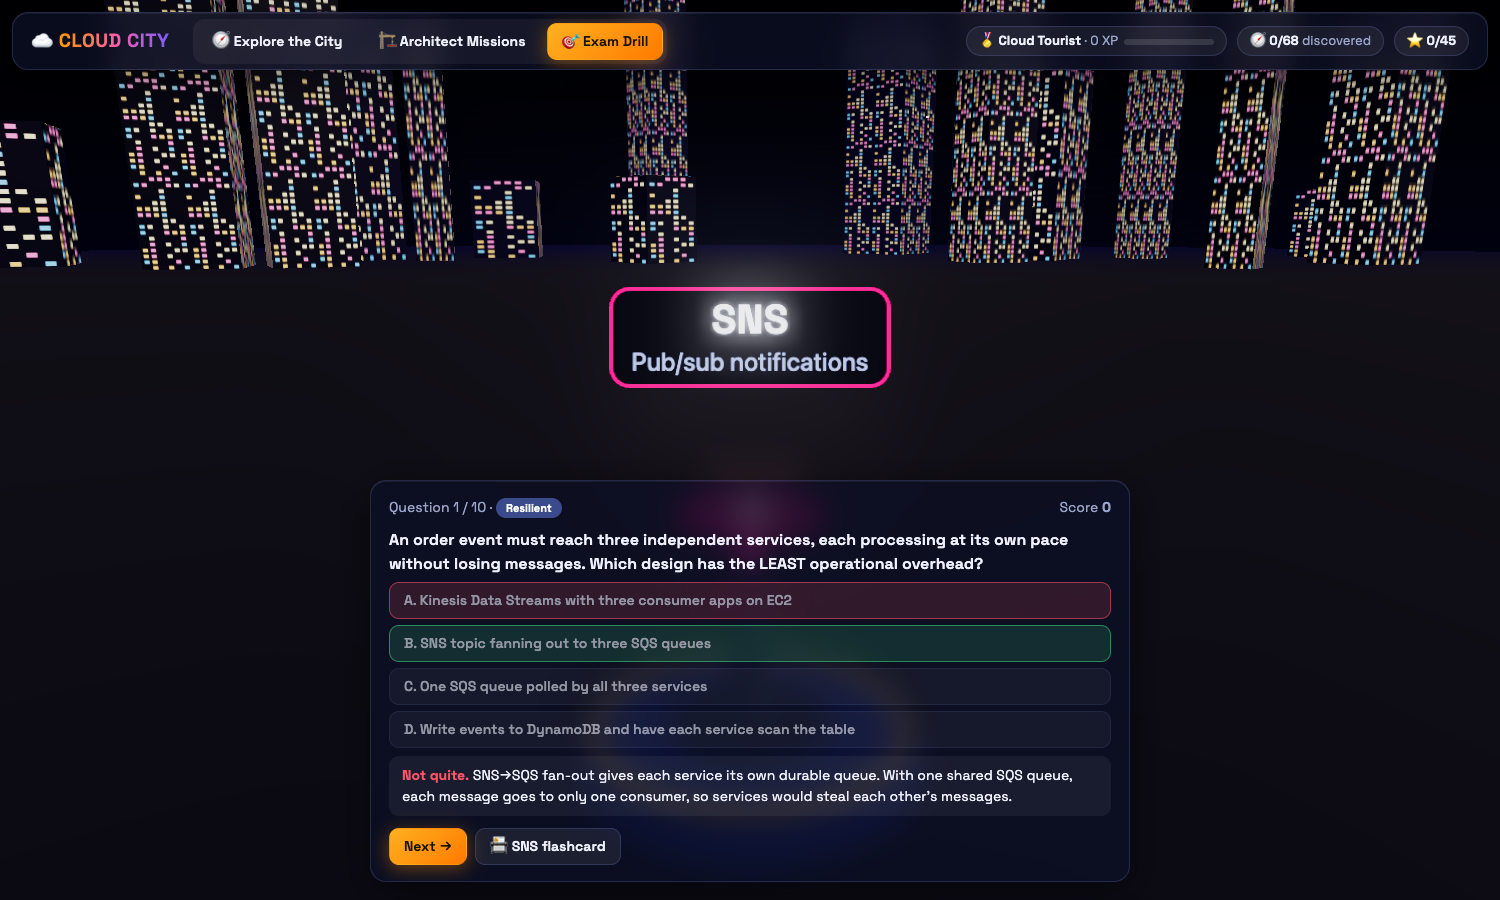 CLOUD CITY
Explore the City
Architect Missions
Exam Drill
Cloud Tourist · 0 XP
0/68 discovered
0/45
SNS
Pub/sub notifications
Question 1 / 10 · Resilient
Score 0
An order event must reach three independent services, each processing at its own pace
without losing messages. Which design has the LEAST operational overhead?
A. Kinesis Data Streams with three consumer apps on EC2
B. SNS topic fanning out to three SQS queues
C. One SQS queue polled by all three services
D. Write events to DynamoDB and have each service scan the table
Not quite. SNS→SQS fan-out gives each service its own durable queue. With one shared SQS queue,
each message goes to only one consumer, so services would steal each other's messages.
Next →
SNS flashcard